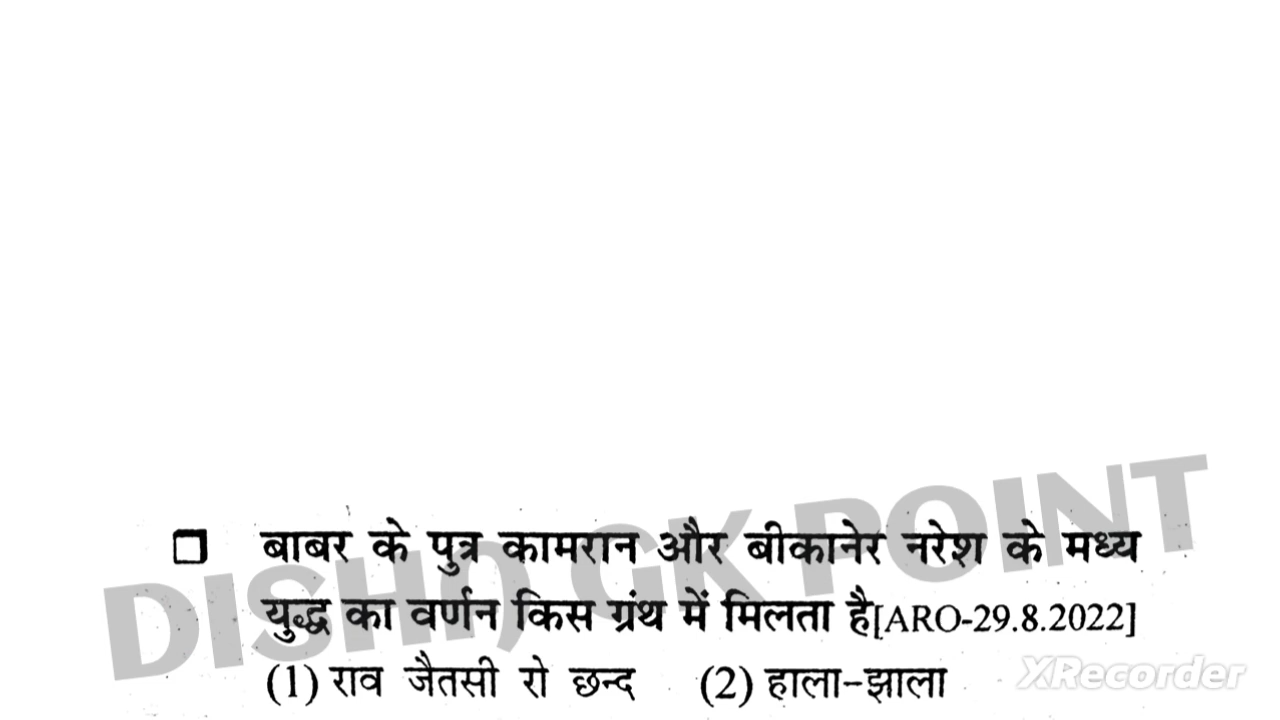 ❑ बाबर के पुत्र कामरान और बीकानेर नरेश के मध्य
युद्ध का वर्णन किस ग्रंथ में मिलता है[ARO-29.8.2022]
(1) राव जैतसी रो छन्द (2) हाला-झाला
DISHA GK POINT
XRecorder